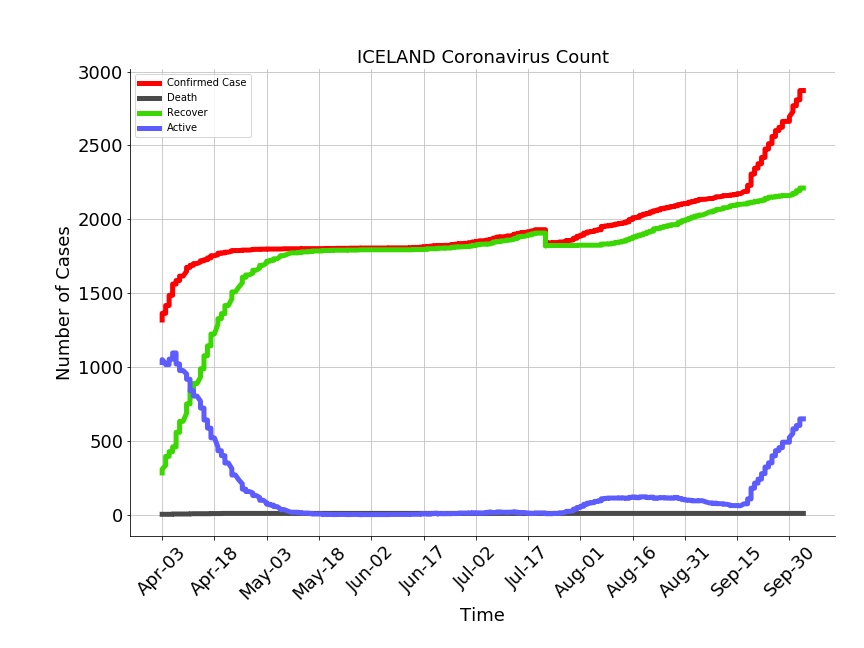 ICELAND Coronavirus Count
Confirmed Case
Death
Recover
Active
3000
2500
2000
1500
1000
500
0
Number of Cases
Apr-03
Apr-18
May-03
May-18
Jun-02
Jun-17
Jul-02
Jul-17
Aug-01
Aug-16
Aug-31
Sep-15
Sep-30
Time